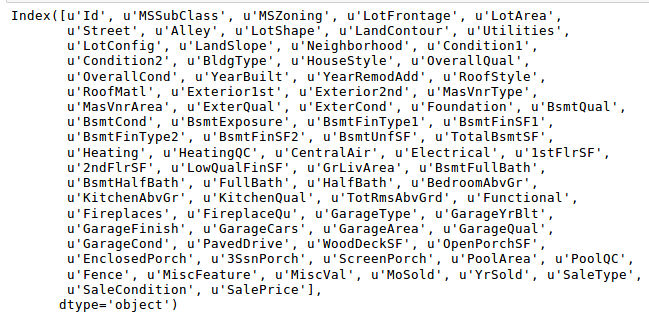 Index([u'Id', u'MSSubClass', u'MSZoning', u'LotFrontage', u'LotArea',
u'Street', u'Alley', u'LotShape', u'LandContour', u'Utilities',
u'LotConfig', u'LandSlope', u'Neighborhood', u'Condition1',
u'Condition2', u'BldgType', u'HouseStyle', u'OverallQual',
u'OverallCond', u'YearBuilt', u'YearRemodAdd', u'RoofStyle',
u'RoofMatl', u'Exterior1st', u'Exterior2nd', u'MasVnrType',
u'MasVnrArea', u'ExterQual', u'ExterCond', u'Foundation', u'BsmtQual',
u'BsmtCond', u'BsmtExposure', u'BsmtFinType1', u'BsmtFinSF1',
u'BsmtFinType2', u'BsmtFinSF2', u'BsmtUnfSF', u'TotalBsmtSF',
u'Heating', u'HeatingQC', u'CentralAir', u'Electrical', u'1stFlrSF',
u'2ndFlrSF', u'LowQualFinSF', u'GrLivArea', u'BsmtFullBath',
u'BsmtHalfBath', u'FullBath', u'HalfBath', u'BedroomAbvGr',
u'KitchenAbvGr', u'KitchenQual', u'TotRmsAbvGrd', u'Functional',
u'Fireplaces', u'FireplaceQu', u'GarageType', u'GarageYrBlt',
u'GarageFinish', u'GarageCars', u'GarageArea', u'GarageQual',
u'GarageCond', u'PavedDrive', u'WoodDeckSF', u'OpenPorchSF',
u'EnclosedPorch', u'3SsnPorch', u'ScreenPorch', u'PoolArea', u'PoolQC',
u'Fence', u'MiscFeature', u'MiscVal', u'MoSold', u'YrSold', u'SaleType',
u'SaleCondition', u'SalePrice'],
dtype='object')